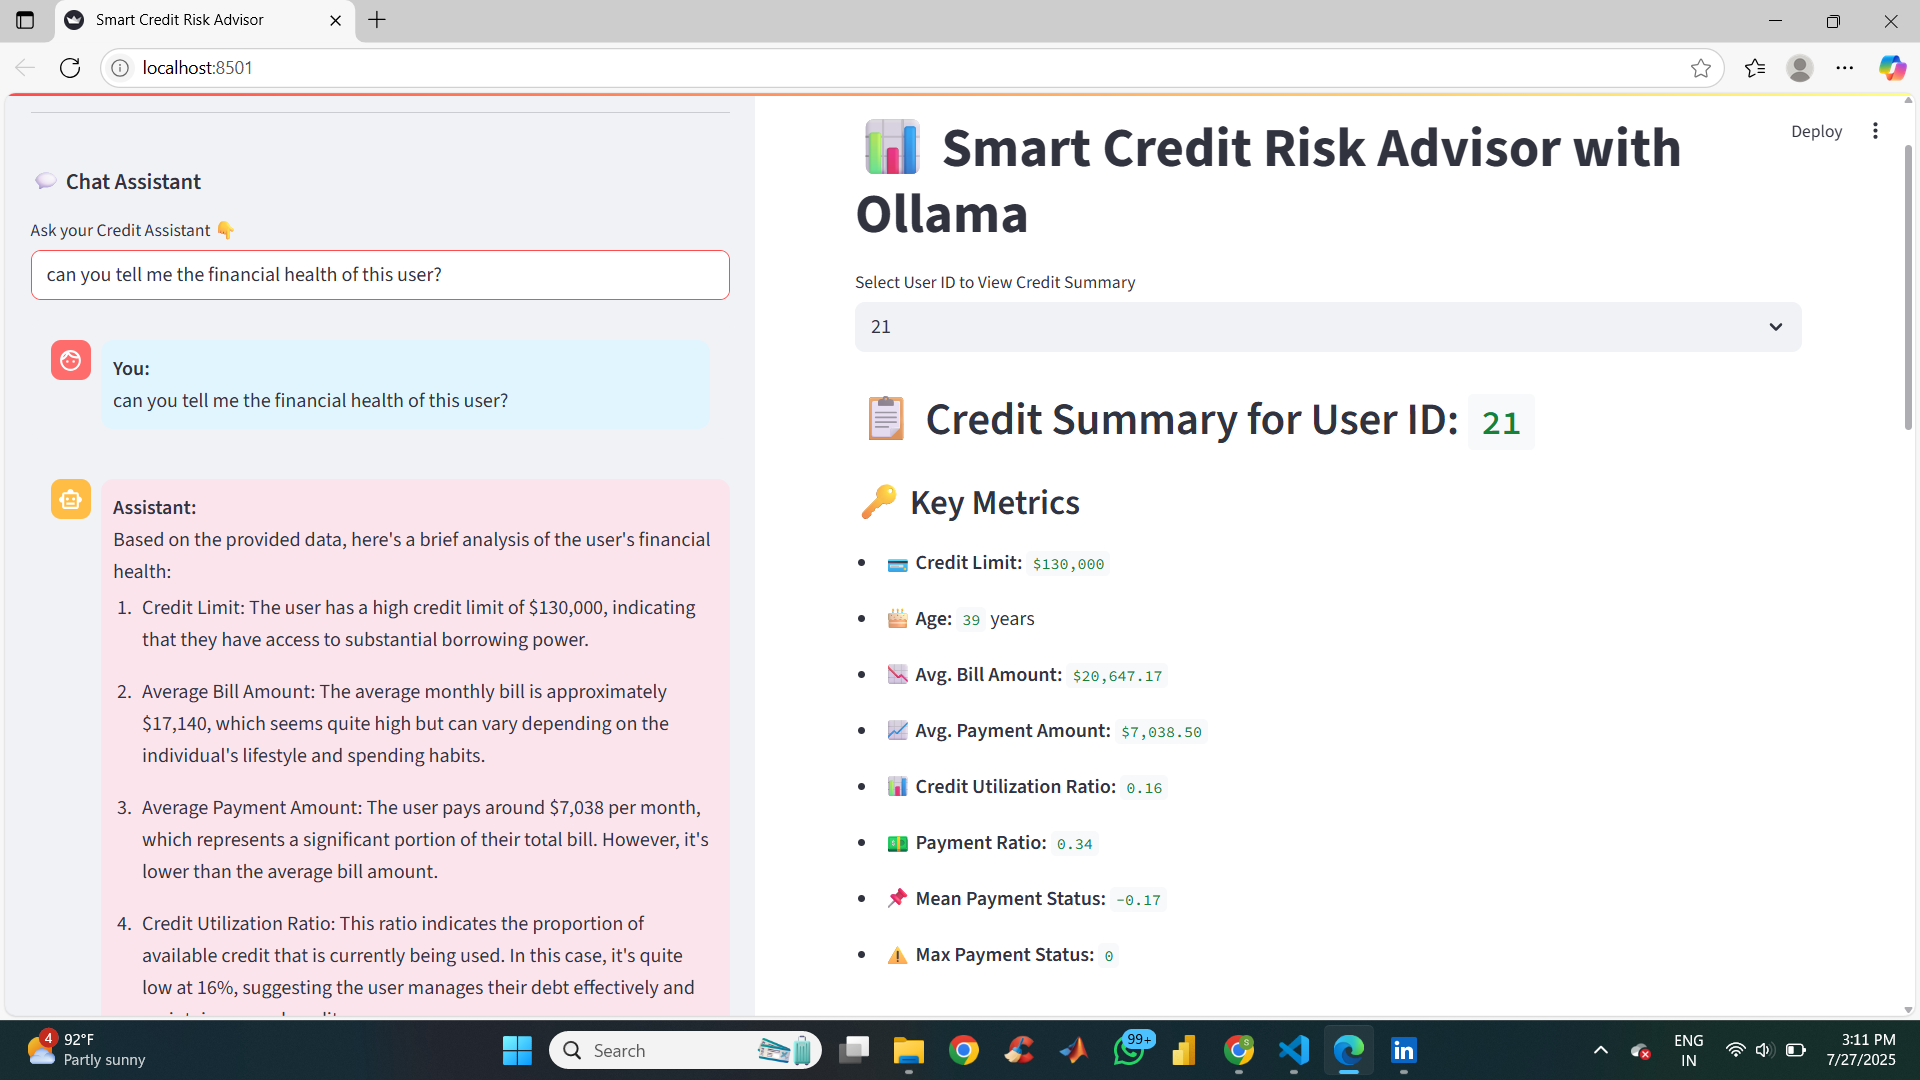 Smart Credit Risk Advisor
localhost:8501
Chat Assistant
Ask your Credit Assistant 👇
can you tell me the financial health of this user?
You:
can you tell me the financial health of this user?
Assistant:
Based on the provided data, here's a brief analysis of the user's financial
health:
1. Credit Limit: The user has a high credit limit of $130,000, indicating
that they have access to substantial borrowing power.
2. Average Bill Amount: The average monthly bill is approximately
$17,140, which seems quite high but can vary depending on the
individual's lifestyle and spending habits.
3. Average Payment Amount: The user pays around $7,038 per month,
which represents a significant portion of their total bill. However, it's
lower than the average bill amount.
4. Credit Utilization Ratio: This ratio indicates the proportion of
available credit that is currently being used. In this case, it's quite
low at 16%, suggesting the user manages their debt effectively and
Deploy
Smart Credit Risk Advisor with
Ollama
Select User ID to View Credit Summary
21
Credit Summary for User ID: 21
Key Metrics
Credit Limit: $130,000
Age: 39 years
Avg. Bill Amount: $20,647.17
Avg. Payment Amount: $7,038.50
Credit Utilization Ratio: 0.16
Payment Ratio: 0.34
Mean Payment Status: -0.17
Max Payment Status: 0
4
92°F
Partly sunny
Search
99+
S
in
ENG
IN
3:11 PM
7/27/2025